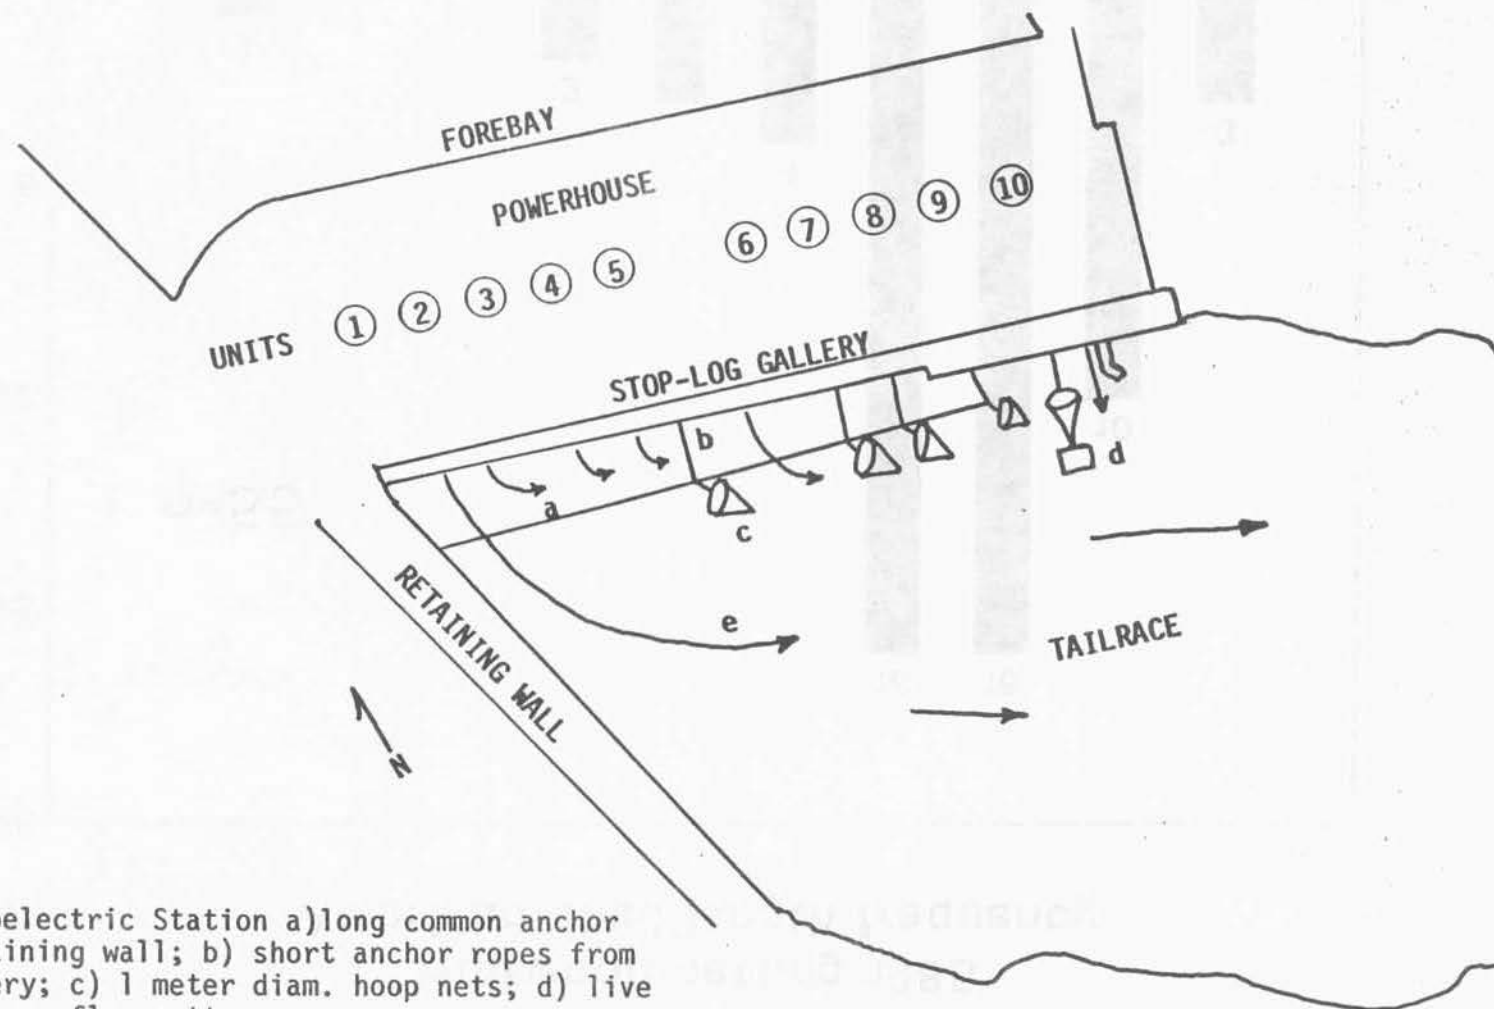 FOREBAY
POWERHOUSE
UNITS 1 2 3 4 5 6 7 8 9 10
STOP-LOG GALLERY
b
a
c
d
e
RETAINING WALL
TAILRACE
N
electric Station a)long common anchor
ining wall; b) short anchor ropes from
ery; c) 1 meter diam. hoop nets; d) live